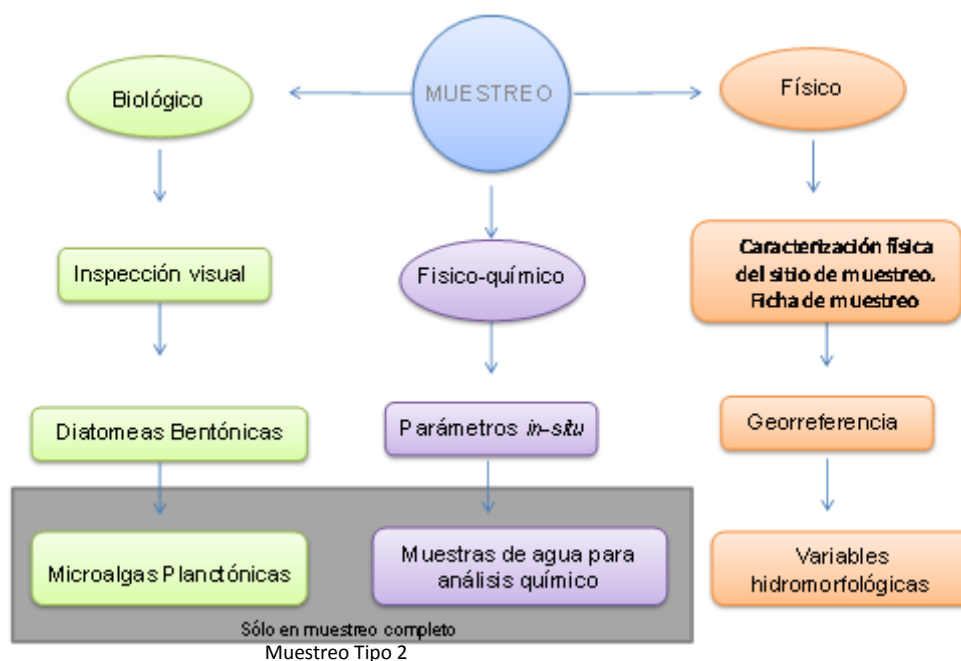 MUESTREO
Biológico
Físico
Inspección visual
Fisico-químico
Caracterización física
del sitio de muestreo.
Ficha de muestreo
Diatomeas Bentónicas
Parámetros in-situ
Georreferencia
Microalgas Planctónicas
Muestras de agua para
análisis químico
Variables
hidromorfológicas
Sólo en muestreo completo
Muestreo Tipo 2